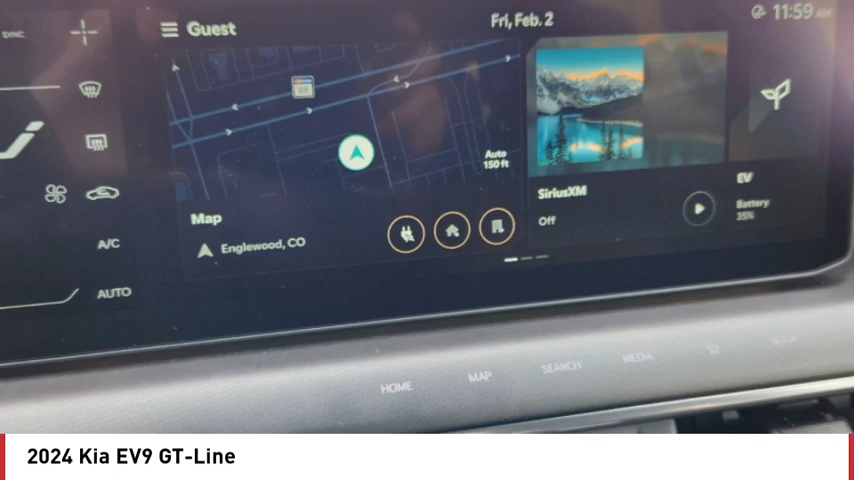 SYNC
Guest
Fri, Feb. 2
11:59 AM
Auto
150 ft
Map
Englewood, CO
SiriusXM
Off
EV
Battery
35%
A/C
AUTO
HOME
MAP
SEARCH
MEDIA
SETUP
2024 Kia EV9 GT-Line